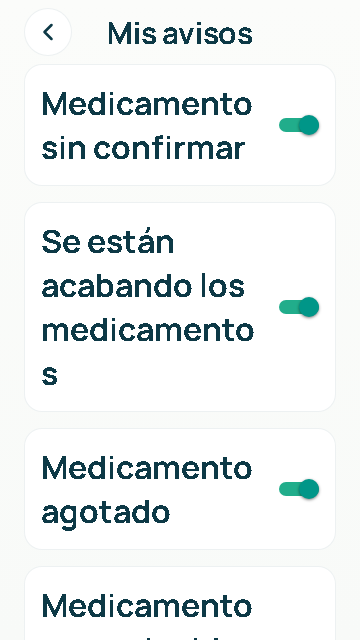 Mis avisos
Medicamento
sin confirmar
Se están
acabando los
medicamento
s
Medicamento
agotado
Medicamento